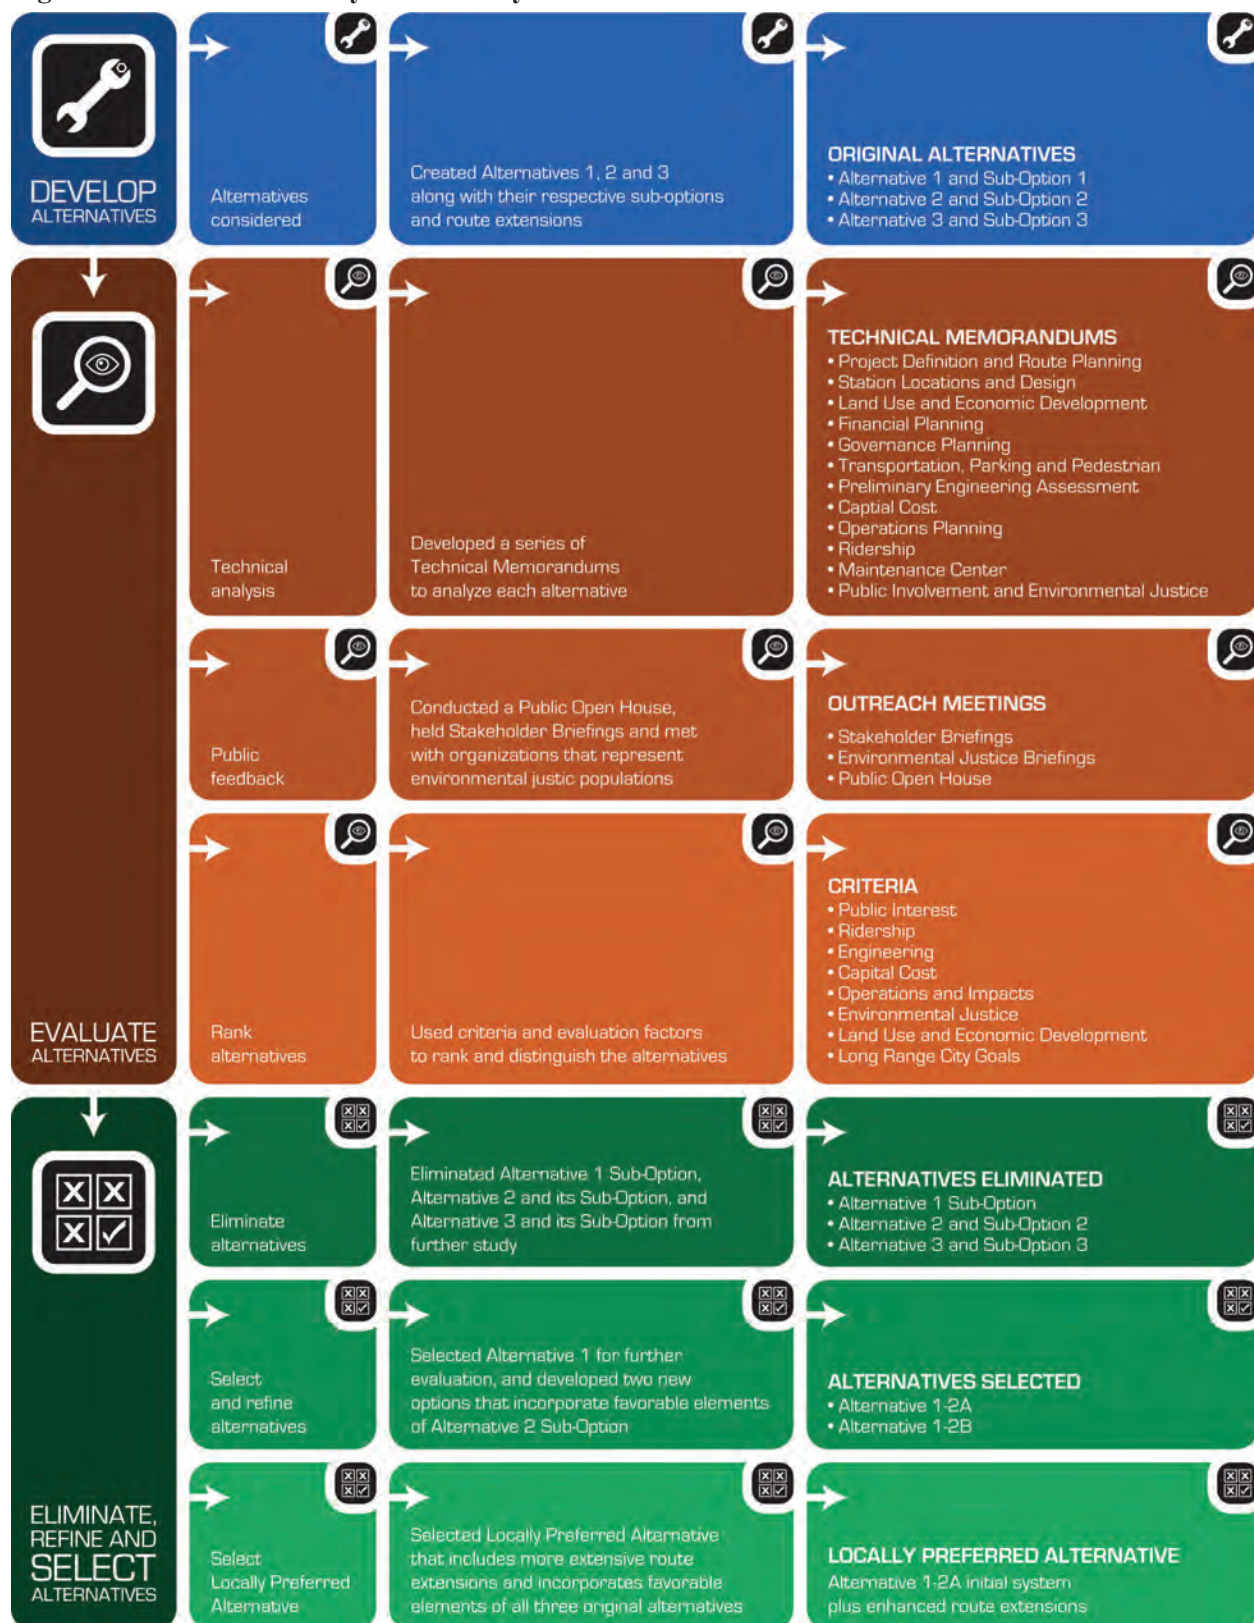 DEVELOP
ALTERNATIVES
Alternatives
considered
Created Alternatives 1, 2 and 3
along with their respective sub-options
and route extensions
ORIGINAL ALTERNATIVES
• Alternative 1 and Sub-Option 1
• Alternative 2 and Sub-Option 2
• Alternative 3 and Sub-Option 3
EVALUATE
ALTERNATIVES
Technical
analysis
Developed a series of
Technical Memorandums
to analyze each alternative
TECHNICAL MEMORANDUMS
• Project Definition and Route Planning
• Station Locations and Design
• Land Use and Economic Development
• Financial Planning
• Governance Planning
• Transportation, Parking and Pedestrian
• Preliminary Engineering Assessment
• Captial Cost
• Operations Planning
• Ridership
• Maintenance Center
• Public Involvement and Environmental Justice
Public
feedback
Conducted a Public Open House,
held Stakeholder Briefings and met
with organizations that represent
environmental justic populations
OUTREACH MEETINGS
• Stakeholder Briefings
• Environmental Justice Briefings
• Public Open House
Rank
alternatives
Used criteria and evaluation factors
to rank and distinguish the alternatives
CRITERIA
• Public Interest
• Ridership
• Engineering
• Capital Cost
• Operations and Impacts
• Environmental Justice
• Land Use and Economic Development
• Long Range City Goals
ELIMINATE,
REFINE AND
SELECT
ALTERNATIVES
Eliminate
alternatives
Eliminated Alternative 1 Sub-Option,
Alternative 2 and its Sub-Option, and
Alternative 3 and its Sub-Option from
further study
ALTERNATIVES ELIMINATED
• Alternative 1 Sub-Option
• Alternative 2 and Sub-Option 2
• Alternative 3 and Sub-Option 3
Select
and refine
alternatives
Selected Alternative 1 for further
evaluation, and developed two new
options that incorporate favorable elements
of Alternative 2 Sub-Option
ALTERNATIVES SELECTED
• Alternative 1-2A
• Alternative 1-2B
Select
Locally Preferred
Alternative
Selected Locally Preferred Alternative
that includes more extensive route
extensions and incorporates favorable
elements of all three original alternatives
LOCALLY PREFERRED ALTERNATIVE
Alternative 1-2A initial system
plus enhanced route extensions